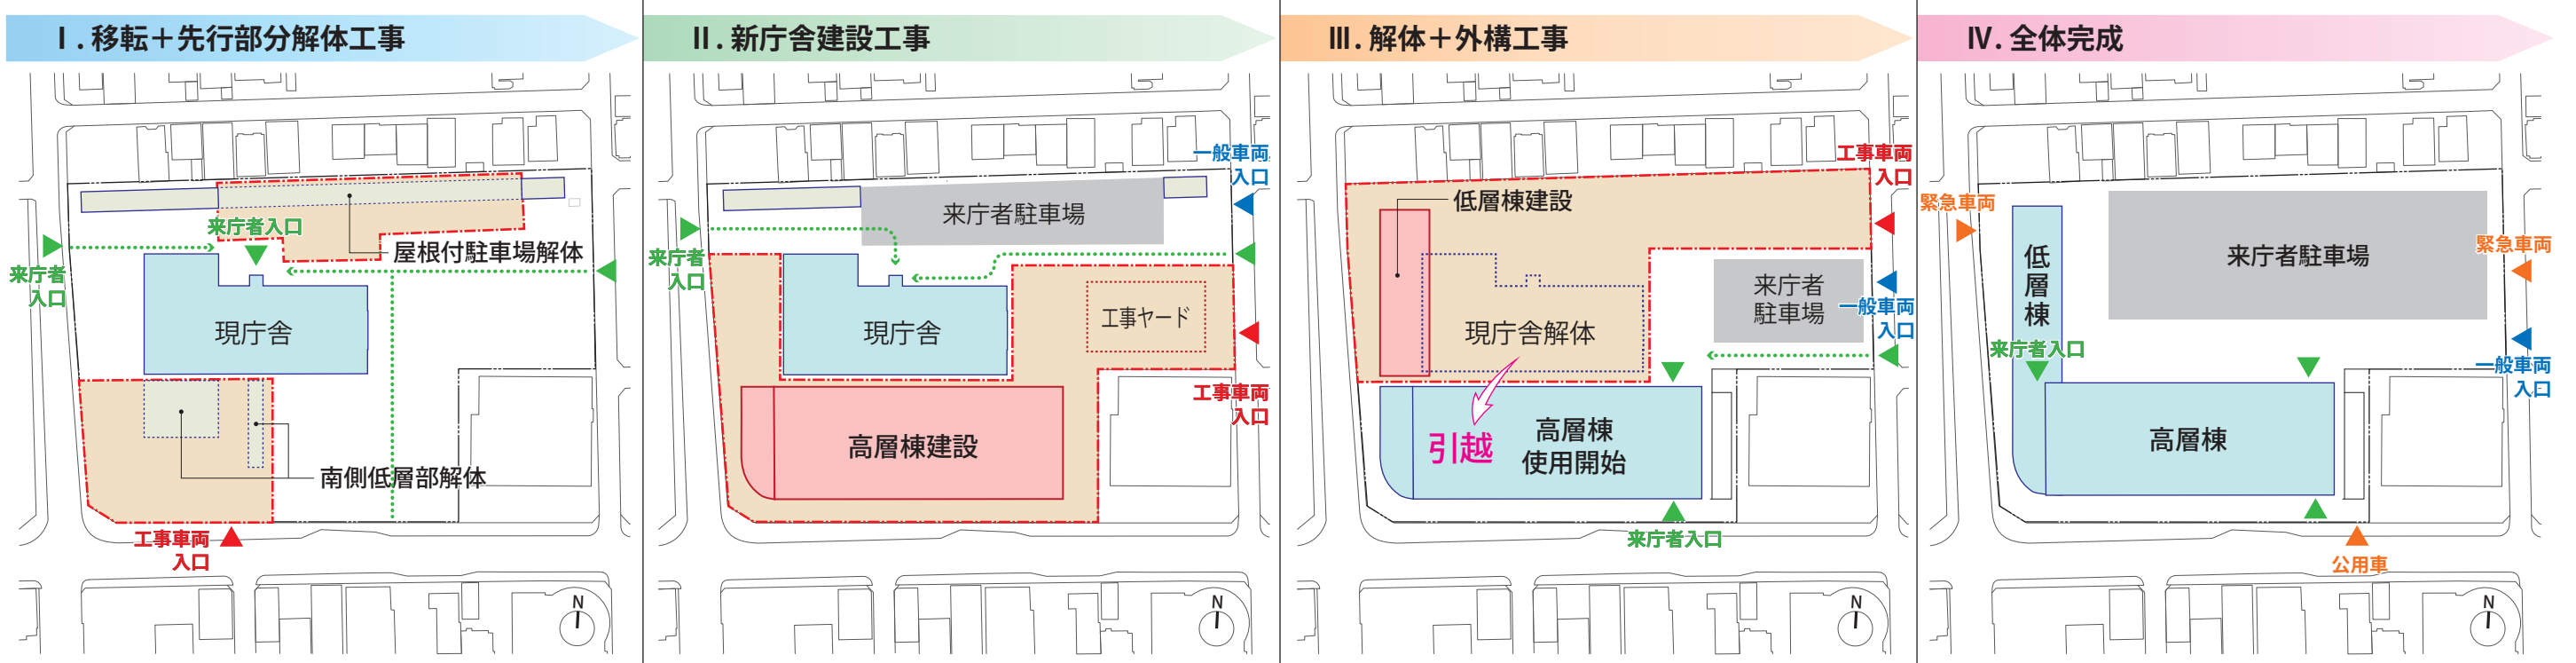 Ⅰ. 移転＋先行部分解体工事
来庁者入口
屋根付駐車場解体
来庁者
入口
現庁舎
南側低層部解体
工事車両
入口
N
Ⅱ. 新庁舎建設工事
一般車両
入口
来庁者駐車場
来庁者
入口
工事ヤード
現庁舎
工事車両
入口
高層棟建設
N
Ⅲ. 解体＋外構工事
工事車両
入口
低層棟建設
来庁者
駐車場
一般車両
入口
現庁舎解体
引越
高層棟
使用開始
来庁者入口
N
Ⅳ. 全体完成
緊急車両
緊急車両
低層棟
来庁者駐車場
来庁者入口
一般車両
入口
高層棟
公用車
N